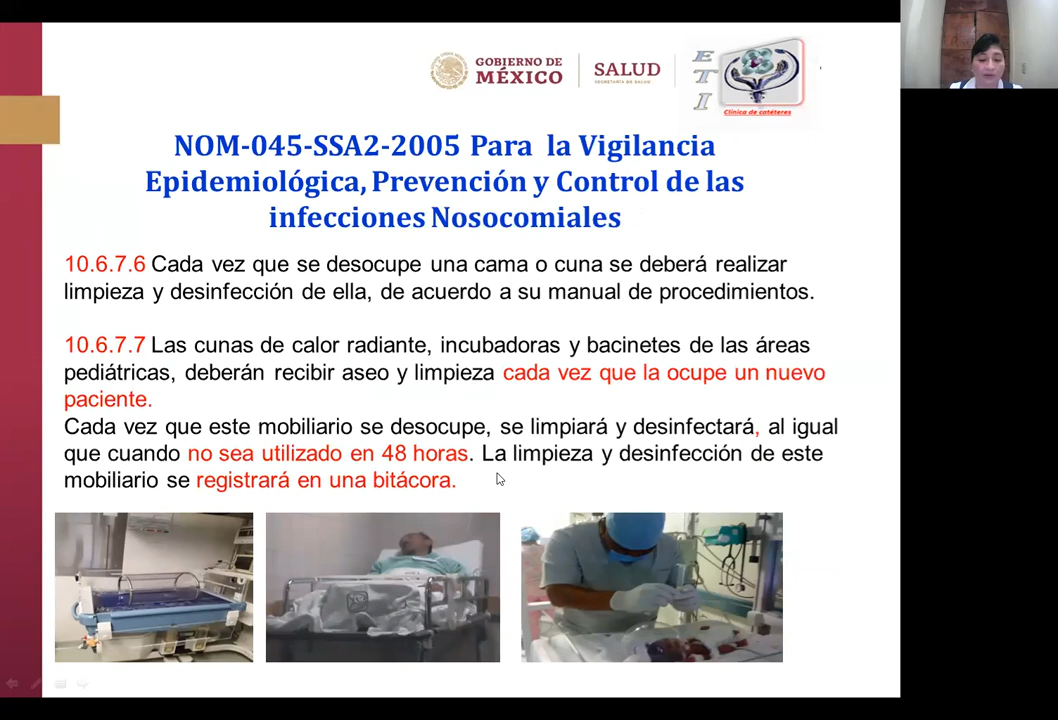 GOBIERNO DE
MÉXICO
SALUD
SECRETARÍA DE SALUD
ETI
Clínica de catéteres
NOM-045-SSA2-2005 Para la Vigilancia
Epidemiológica, Prevención y Control de las
infecciones Nosocomiales
10.6.7.6 Cada vez que se desocupe una cama o cuna se deberá realizar
limpieza y desinfección de ella, de acuerdo a su manual de procedimientos.
10.6.7.7 Las cunas de calor radiante, incubadoras y bacinetes de las áreas
pediátricas, deberán recibir aseo y limpieza cada vez que la ocupe un nuevo
paciente.
Cada vez que este mobiliario se desocupe, se limpiará y desinfectará, al igual
que cuando no sea utilizado en 48 horas. La limpieza y desinfección de este
mobiliario se registrará en una bitácora.